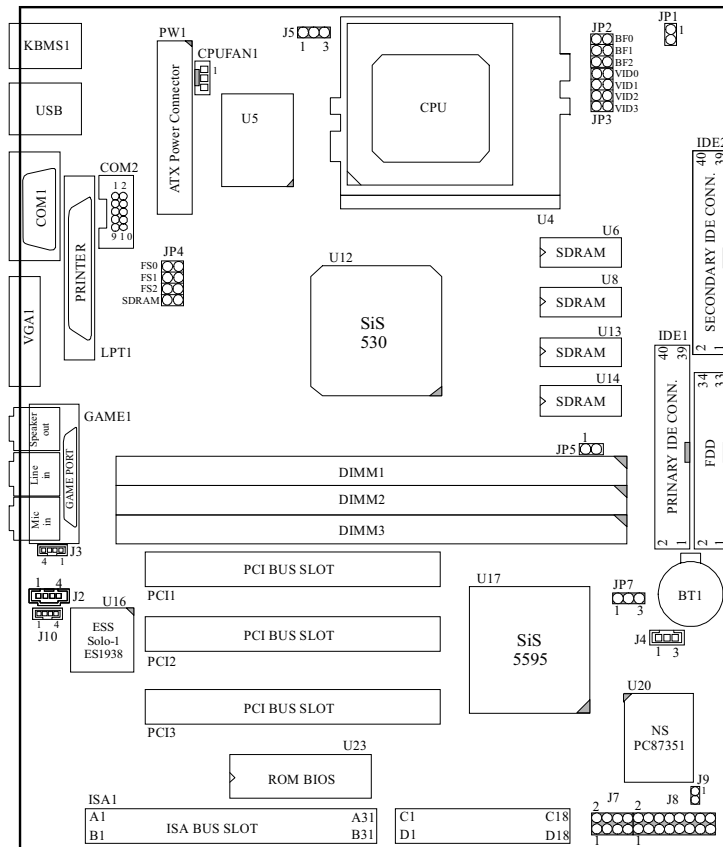 KBMS1
USB
COM1
PRINTER
LPT1
COM2
1 2
9 10
PW1
ATX Power Connector
CPUFAN1
1
U5
J5
1 3
CPU
U4
JP2
BF0
BF1
BF2
VID0
VID1
VID2
VID3
JP3
JP1
IDE2
40 39
SECONDARY IDE CONN.
2 1
JP4
FS0
FS1
FS2
SDRAM
U12
SiS
530
U6
SDRAM
U8
SDRAM
U13
SDRAM
U14
SDRAM
IDE1
40 39
PRINARY IDE CONN.
2 1
34 33
FDD
2 1
VGA1
GAME1
Speaker
out
Line
in
Mic
in
GAME PORT
1
JP5
DIMM1
DIMM2
DIMM3
J3
4 1
1 4
J2
J10
1 4
U16
ESS
Solo-1
ES1938
PCI BUS SLOT
PCI1
PCI BUS SLOT
PCI2
PCI BUS SLOT
PCI3
U17
SiS
5595
JP7
1 3
BT1
J4
1 3
U20
NS
PC87351
U23
ROM BIOS
J9
1
ISA1
A1 A31
ISA BUS SLOT
B1 B31
C1 C18
D1 D18
J7 J8
2 2
1 1